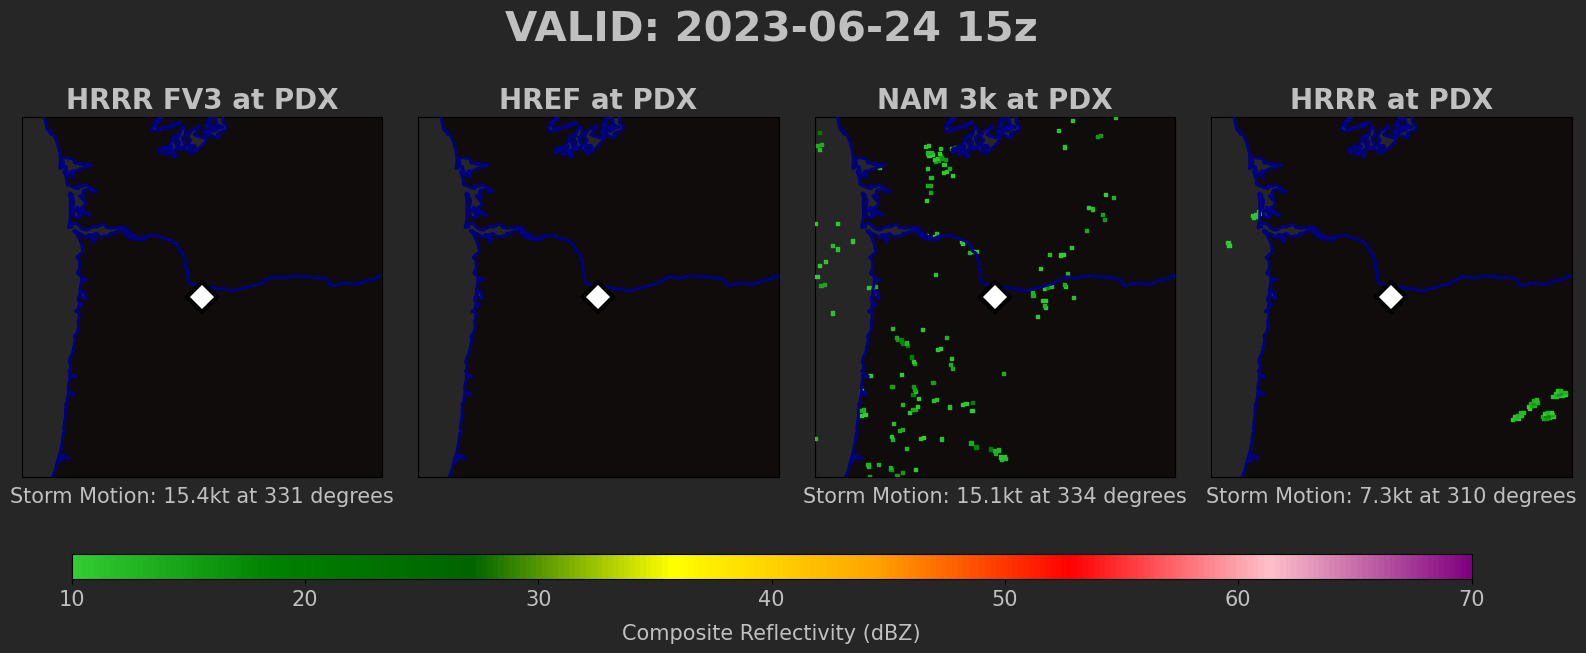 VALID: 2023-06-24 15z
HRRR FV3 at PDX
HREF at PDX
NAM 3k at PDX
HRRR at PDX
Storm Motion: 15.4kt at 331 degrees
Storm Motion: 15.1kt at 334 degrees
Storm Motion: 7.3kt at 310 degrees
10 20 30 40 50 60 70
Composite Reflectivity (dBZ)